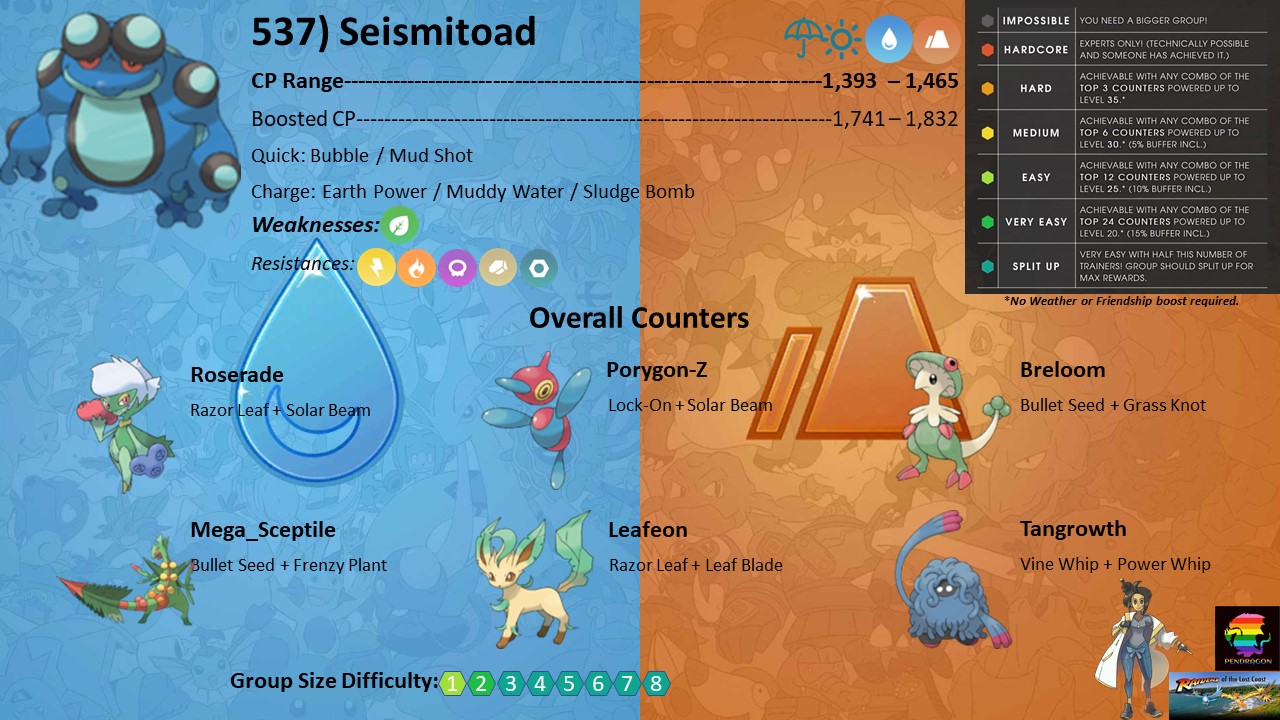 537) Seismitoad
CP Range--------------------------------------------------------------------1,393 – 1,465
Boosted CP--------------------------------------------------------------------1,741 – 1,832
Quick: Bubble / Mud Shot
Charge: Earth Power / Muddy Water / Sludge Bomb
Weaknesses:
Resistances:
IMPOSSIBLE YOU NEED A BIGGER GROUP!
HARDCORE EXPERTS ONLY! (TECHNICALLY POSSIBLE
AND SOMEONE HAS ACHIEVED IT.)
HARD ACHIEVABLE WITH ANY COMBO OF THE
TOP 3 COUNTERS POWERED UP TO
LEVEL 35.*
MEDIUM ACHIEVABLE WITH ANY COMBO OF THE
TOP 6 COUNTERS POWERED UP TO
LEVEL 30.* (5% BUFFER INCL.)
EASY ACHIEVABLE WITH ANY COMBO OF THE
TOP 12 COUNTERS POWERED UP TO
LEVEL 25.* (10% BUFFER INCL.)
VERY EASY ACHIEVABLE WITH ANY COMBO OF THE
TOP 24 COUNTERS POWERED UP TO
LEVEL 20.* (15% BUFFER INCL.)
SPLIT UP VERY EASY WITH HALF THIS NUMBER OF
TRAINERS! GROUP SHOULD SPLIT UP FOR
MAX REWARDS.
*No Weather or Friendship boost required.
Overall Counters
Roserade
Razor Leaf + Solar Beam
Porygon-Z
Lock-On + Solar Beam
Breloom
Bullet Seed + Grass Knot
Mega_Sceptile
Bullet Seed + Frenzy Plant
Leafeon
Razor Leaf + Leaf Blade
Tangrowth
Vine Whip + Power Whip
Group Size Difficulty: 1 2 3 4 5 6 7 8
PENDRAGON
RAIDERS of the Lost Coast